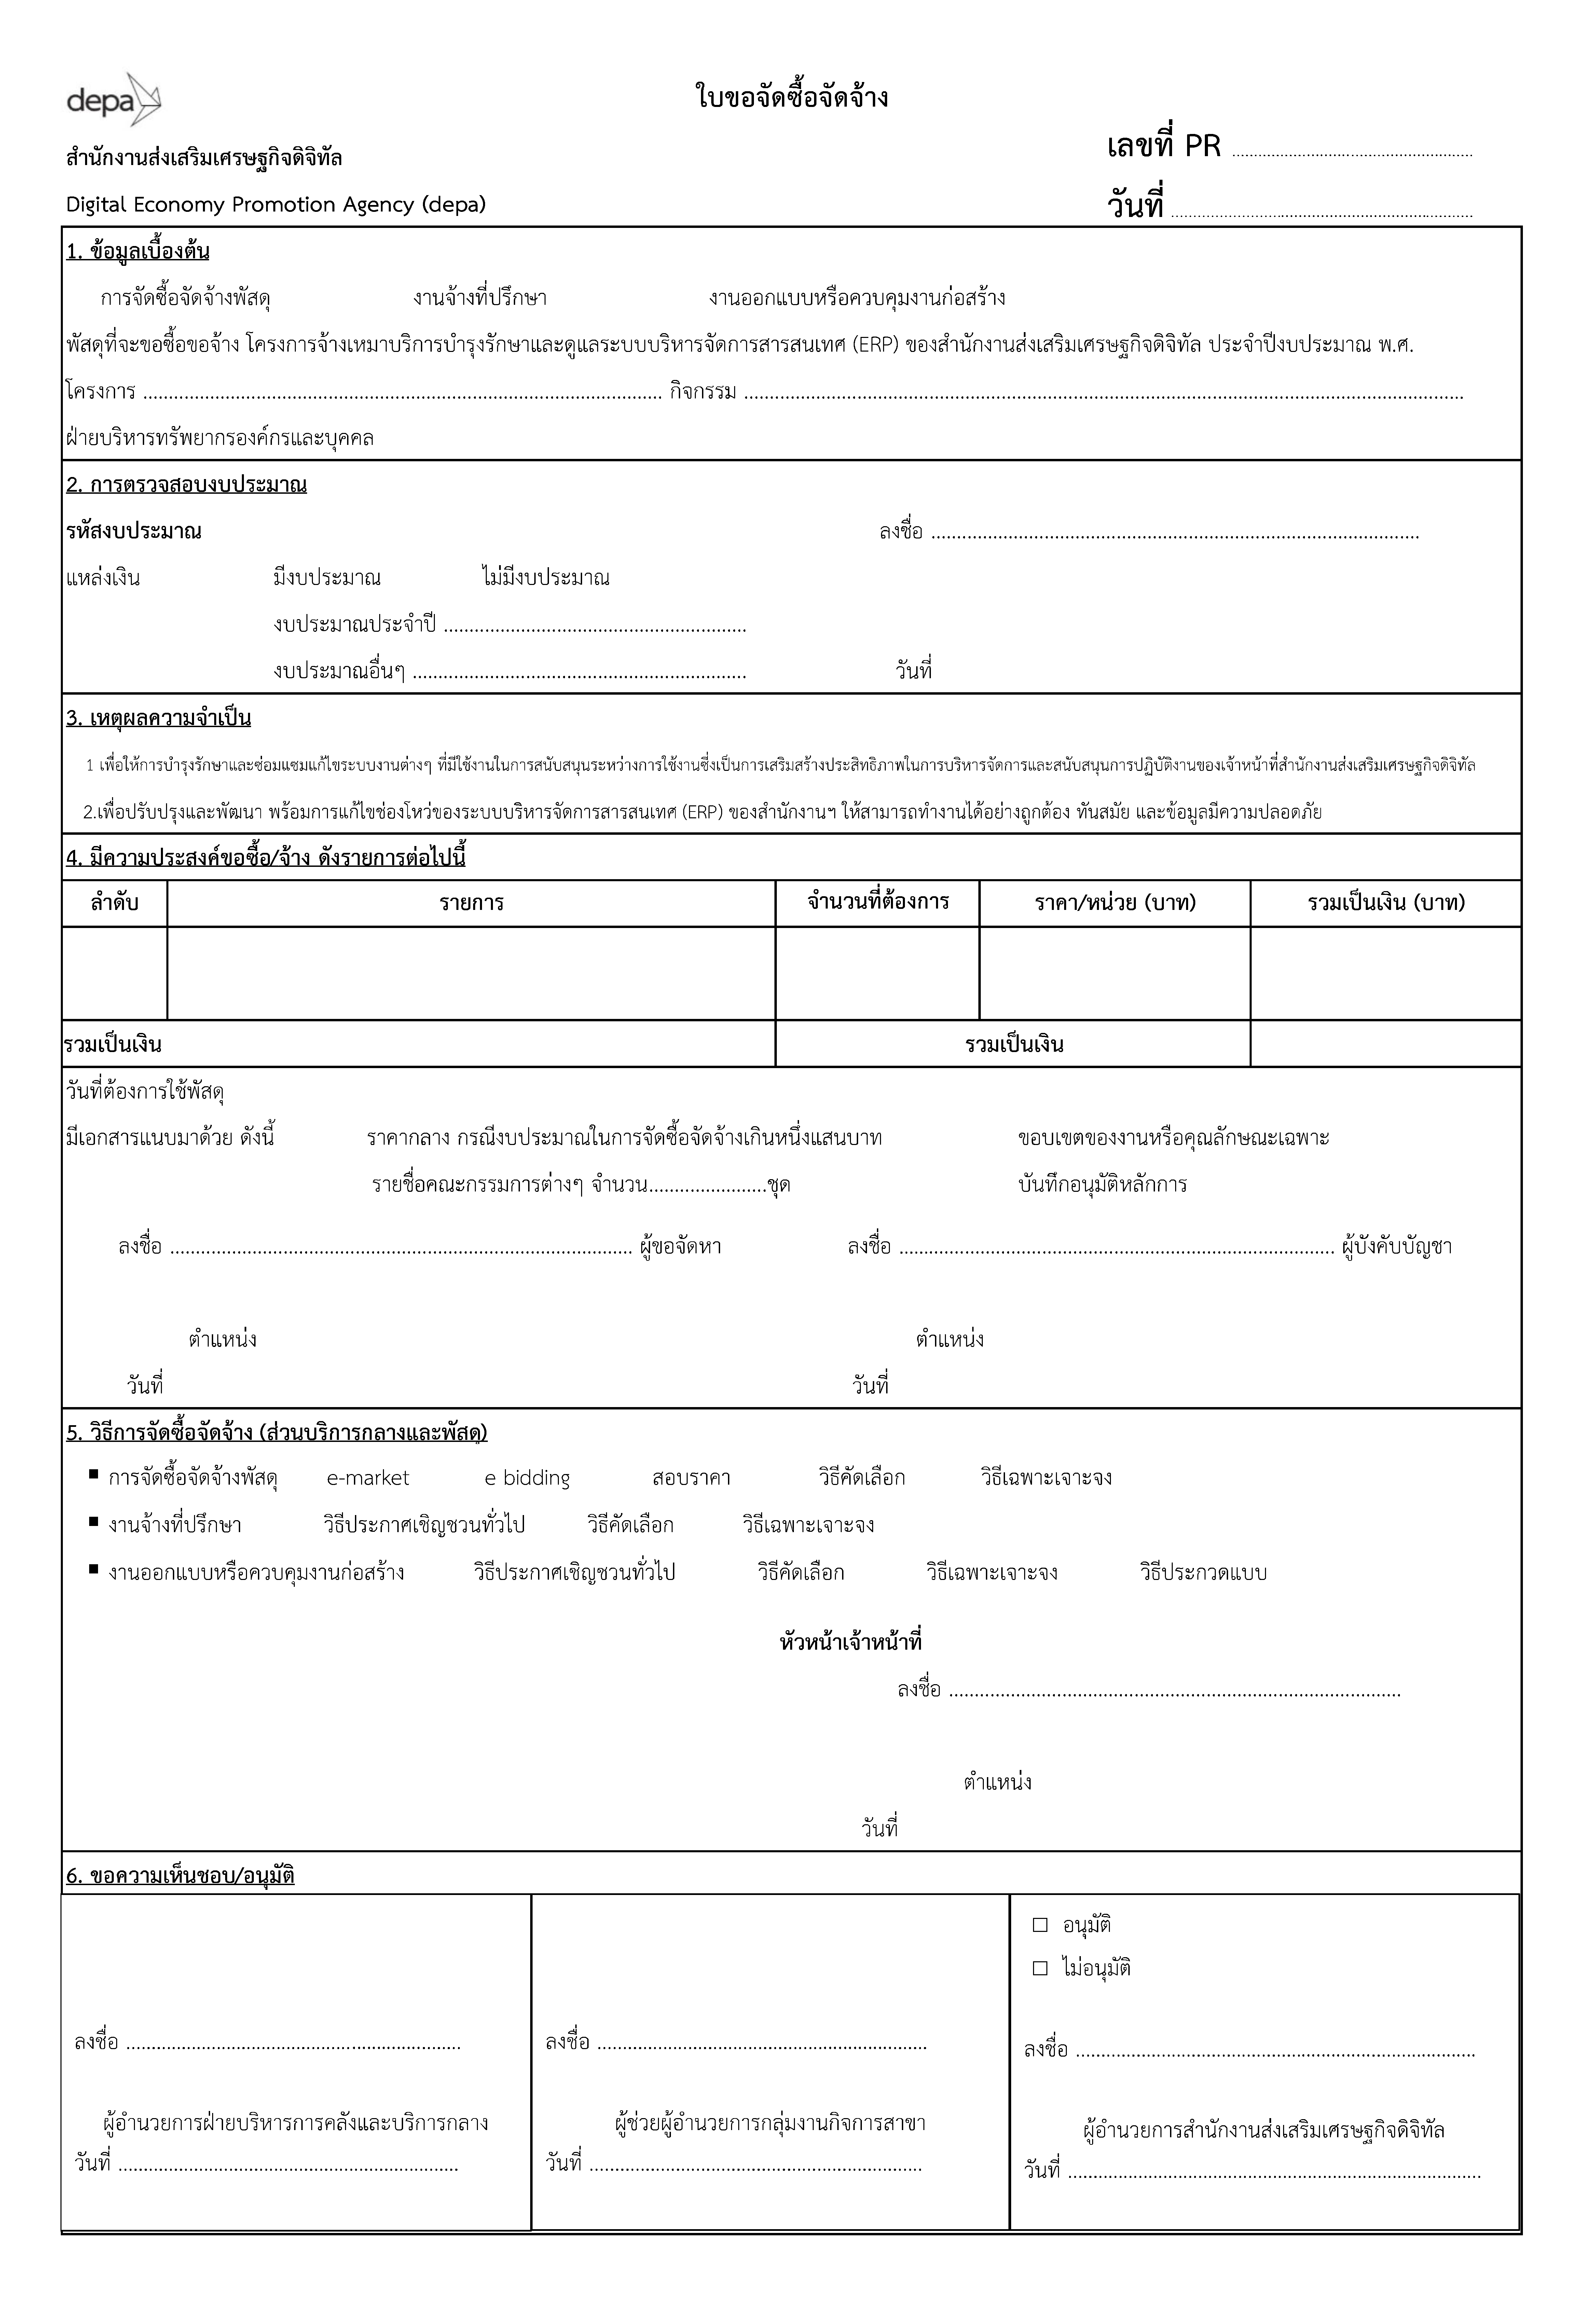 depa
ใบขอจัดซื้อจัดจ้าง
เลขที่ PR ........................................................
สำนักงานส่งเสริมเศรษฐกิจดิจิทัล
Digital Economy Promotion Agency (depa)
วันที่ ........................................................
1. ข้อมูลเบื้องต้น
การจัดซื้อจัดจ้างพัสดุ งานจ้างที่ปรึกษา งานออกแบบหรือควบคุมงานก่อสร้าง
พัสดุที่จะขอซื้อขอจ้าง โครงการจ้างเหมาบริการบำรุงรักษาและดูแลระบบบริหารจัดการสารสนเทศ (ERP) ของสำนักงานส่งเสริมเศรษฐกิจดิจิทัล ประจำปีงบประมาณ พ.ศ.
โครงการ ........................................................ กิจกรรม ........................................................
ฝ่ายบริหารทรัพยากรองค์กรและบุคคล
2. การตรวจสอบงบประมาณ
รหัสงบประมาณ ลงชื่อ ........................................................
แหล่งเงิน มีงบประมาณ ไม่มีงบประมาณ
งบประมาณประจำปี ........................................................
งบประมาณอื่นๆ ........................................................ วันที่
3. เหตุผลความจำเป็น
1 เพื่อให้การบำรุงรักษาและซ่อมแซมแก้ไขระบบงานต่างๆ ที่มีใช้งานในการสนับสนุนระหว่างการใช้งานซึ่งเป็นการเสริมสร้างประสิทธิภาพในการบริหารจัดการและสนับสนุนการปฏิบัติงานของเจ้าหน้าที่สำนักงานส่งเสริมเศรษฐกิจดิจิทัล
2.เพื่อปรับปรุงและพัฒนา พร้อมการแก้ไขช่องโหว่ของระบบบริหารจัดการสารสนเทศ (ERP) ของสำนักงานฯ ให้สามารถทำงานได้อย่างถูกต้อง ทันสมัย และข้อมูลมีความปลอดภัย
4. มีความประสงค์ขอซื้อ/จ้าง ดังรายการต่อไปนี้
ลำดับ รายการ จำนวนที่ต้องการ ราคา/หน่วย (บาท) รวมเป็นเงิน (บาท)
รวมเป็นเงิน รวมเป็นเงิน
วันที่ต้องการใช้พัสดุ
มีเอกสารแนบมาด้วย ดังนี้ ราคากลาง กรณีงบประมาณในการจัดซื้อจัดจ้างเกินหนึ่งแสนบาท ขอบเขตของงานหรือคุณลักษณะเฉพาะ
รายชื่อคณะกรรมการต่างๆ จำนวน.......................ชุด บันทึกอนุมัติหลักการ
ลงชื่อ ........................................................ ผู้ขอจัดหา ลงชื่อ ........................................................ ผู้บังคับบัญชา
ตำแหน่ง ตำแหน่ง
วันที่ วันที่
5. วิธีการจัดซื้อจัดจ้าง (ส่วนบริการกลางและพัสดุ)
▪ การจัดซื้อจัดจ้างพัสดุ e-market e bidding สอบราคา วิธีคัดเลือก วิธีเฉพาะเจาะจง
▪ งานจ้างที่ปรึกษา วิธีประกาศเชิญชวนทั่วไป วิธีคัดเลือก วิธีเฉพาะเจาะจง
▪ งานออกแบบหรือควบคุมงานก่อสร้าง วิธีประกาศเชิญชวนทั่วไป วิธีคัดเลือก วิธีเฉพาะเจาะจง วิธีประกวดแบบ
หัวหน้าเจ้าหน้าที่
ลงชื่อ ........................................................
ตำแหน่ง
วันที่
6. ขอความเห็นชอบ/อนุมัติ
ลงชื่อ ........................................................
ผู้อำนวยการฝ่ายบริหารการคลังและบริการกลาง
วันที่ ........................................................
ลงชื่อ ........................................................
ผู้ช่วยผู้อำนวยการกลุ่มงานกิจการสาขา
วันที่ ........................................................
☐ อนุมัติ
☐ ไม่อนุมัติ
ลงชื่อ ........................................................
ผู้อำนวยการสำนักงานส่งเสริมเศรษฐกิจดิจิทัล
วันที่ ........................................................